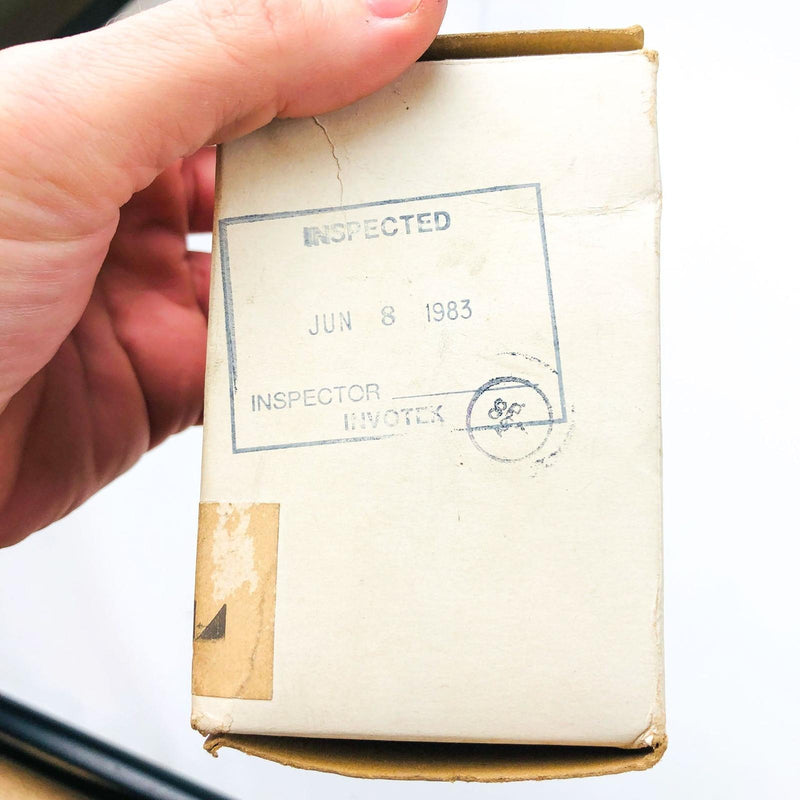 INSPECTED
JUN 8 1983
INSPECTOR
INVOTEK